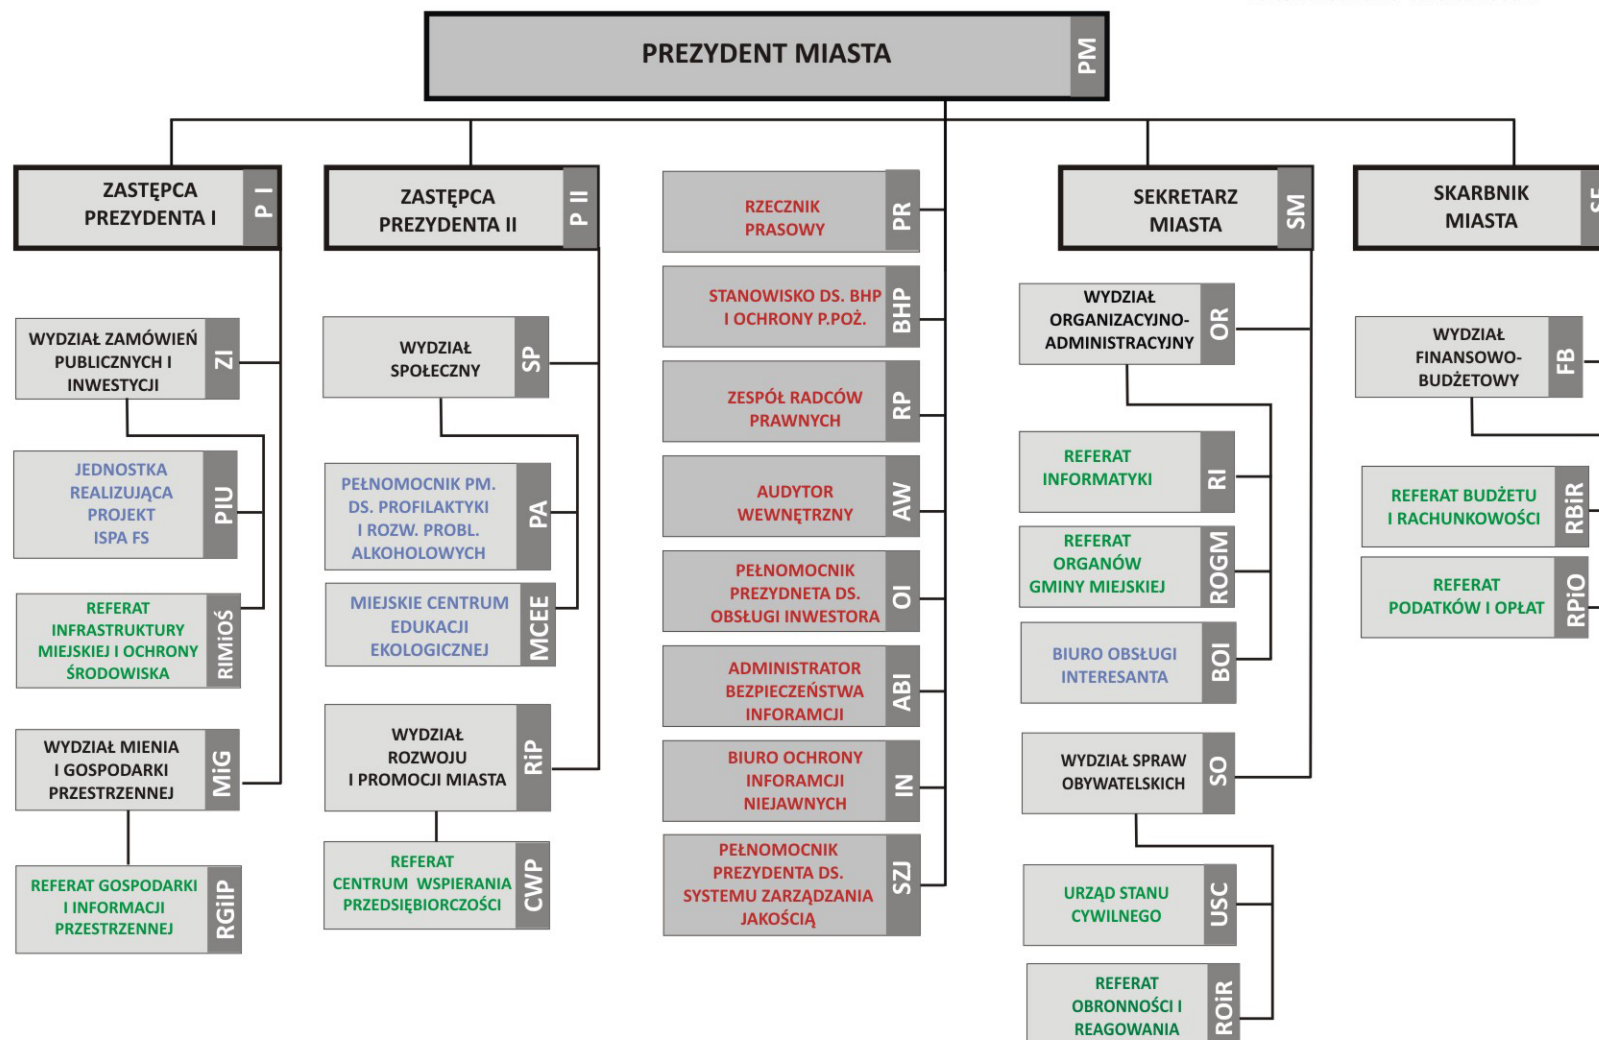 PREZYDENT MIASTA
PM
ZASTĘPCA
PREZYDENTA I
P I
ZASTĘPCA
PREZYDENTA II
P II
SEKRETARZ
MIASTA
SM
SKARBNIK
MIASTA
WYDZIAŁ ZAMÓWIEŃ
PUBLICZNYCH I
INWESTYCJI
ZI
JEDNOSTKA
REALIZUJĄCA
PROJEKT
ISPA FS
PIU
REFERAT
INFRASTRUKTURY
MIEJSKIEJ I OCHRONY
ŚRODOWISKA
RIMiOŚ
WYDZIAŁ MIENIA
I GOSPODARKI
PRZESTRZENNEJ
MiG
REFERAT GOSPODARKI
I INFORMACJI
PRZESTRZENNEJ
RGiIP
WYDZIAŁ
SPOŁECZNY
SP
PEŁNOMOCNIK PM.
DS. PROFILAKTYKI
I ROZW. PROBL.
ALKOHOLOWYCH
PA
MIEJSKIE CENTRUM
EDUKACJI
EKOLOGICZNEJ
MCEE
WYDZIAŁ
ROZWOJU
I PROMOCJI MIASTA
RiP
REFERAT
CENTRUM WSPIERANIA
PRZEDSIĘBIORCZOŚCI
CWP
RZECZNIK
PRASOWY
PR
STANOWISKO DS. BHP
I OCHRONY P.POŻ.
BHP
ZESPÓŁ RADCÓW
PRAWNYCH
RP
AUDYTOR
WEWNĘTRZNY
AW
PEŁNOMOCNIK
PREZYDNETA DS.
OBSŁUGI INWESTORA
OI
ADMINISTRATOR
BEZPIECZEŃSTWA
INFORAMCJI
ABI
BIURO OCHRONY
INFORAMCJI
NIEJAWNYCH
IN
PEŁNOMOCNIK
PREZYDENTA DS.
SYSTEMU ZARZĄDZANIA
JAKOŚCIĄ
SZJ
WYDZIAŁ
ORGANIZACYJNO-
ADMINISTRACYJNY
OR
REFERAT
INFORMATYKI
RI
REFERAT
ORGANÓW
GMINY MIEJSKIEJ
ROGM
BIURO OBSŁUGI
INTERESANTA
BOI
WYDZIAŁ SPRAW
OBYWATELSKICH
SO
URZĄD STANU
CYWILNEGO
USC
REFERAT
OBRONNOŚCI I
REAGOWANIA
ROiR
WYDZIAŁ
FINANSOWO-
BUDŻETOWY
FB
REFERAT BUDŻETU
I RACHUNKOWOŚCI
RBiR
REFERAT
PODATKÓW I OPŁAT
RPiO